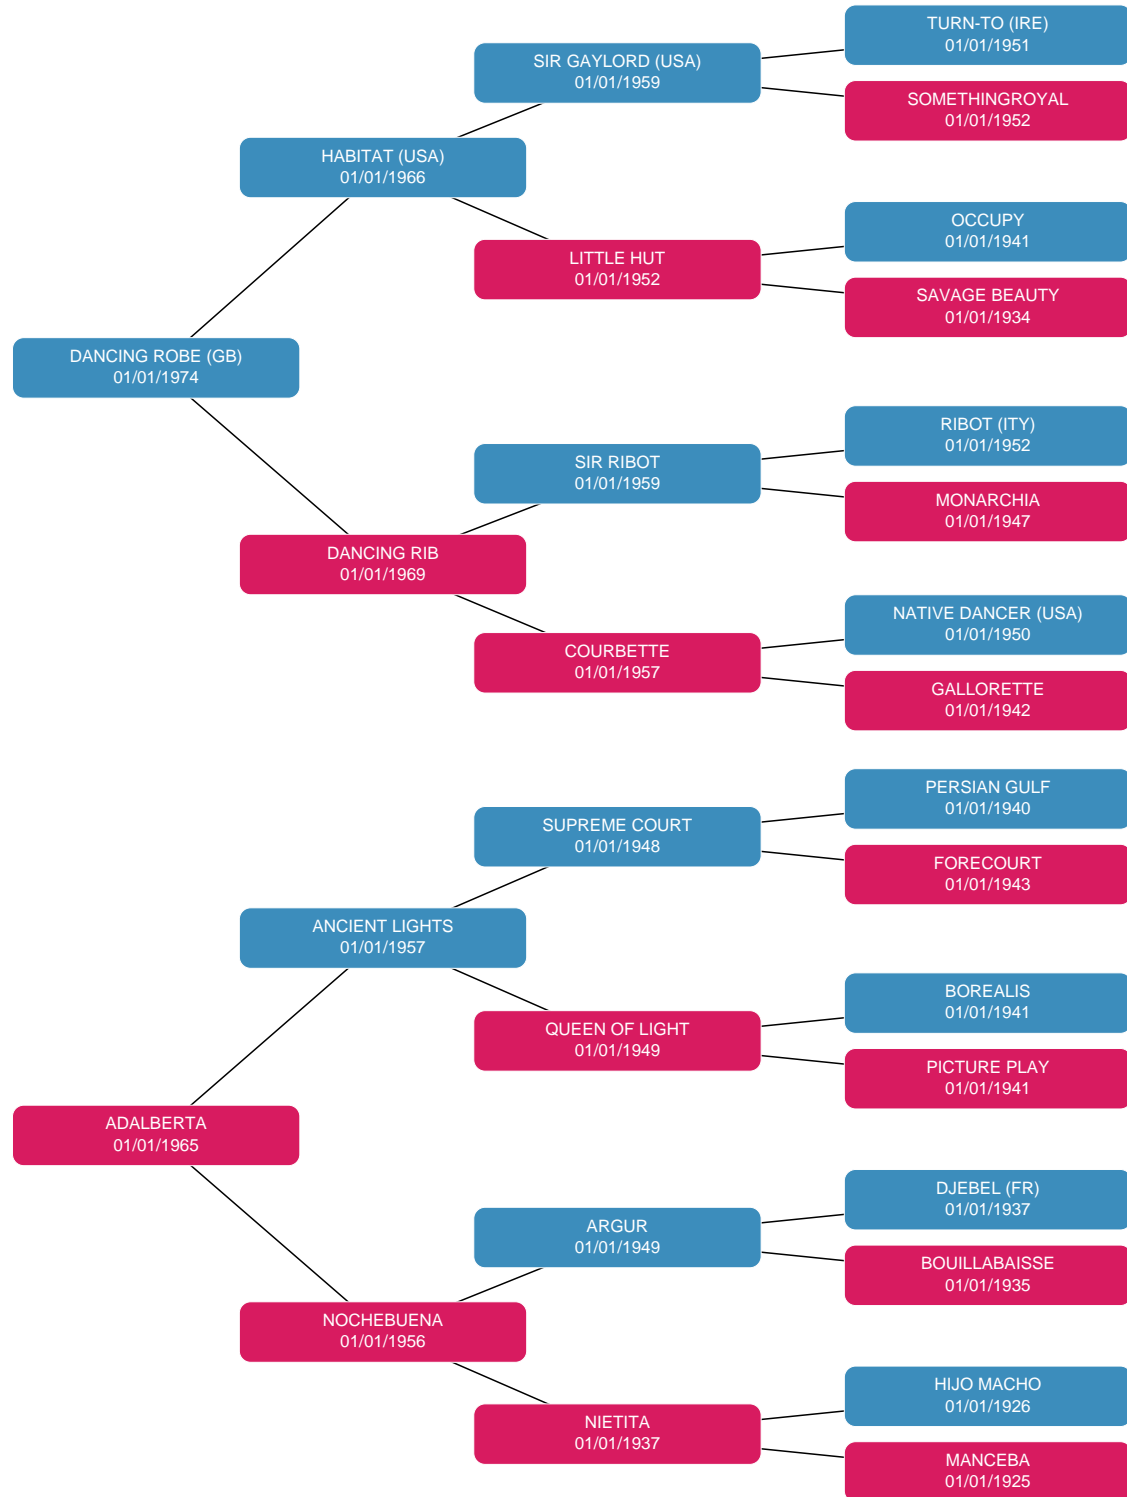 TURN-TO (IRE)
01/01/1951
SIR GAYLORD (USA)
01/01/1959
SOMETHINGROYAL
01/01/1952
HABITAT (USA)
01/01/1966
OCCUPY
01/01/1941
LITTLE HUT
01/01/1952
SAVAGE BEAUTY
01/01/1934
DANCING ROBE (GB)
01/01/1974
RIBOT (ITY)
01/01/1952
SIR RIBOT
01/01/1959
MONARCHIA
01/01/1947
DANCING RIB
01/01/1969
NATIVE DANCER (USA)
01/01/1950
COURBETTE
01/01/1957
GALLORETTE
01/01/1942
PERSIAN GULF
01/01/1940
SUPREME COURT
01/01/1948
FORECOURT
01/01/1943
ANCIENT LIGHTS
01/01/1957
BOREALIS
01/01/1941
QUEEN OF LIGHT
01/01/1949
PICTURE PLAY
01/01/1941
ADALBERTA
01/01/1965
DJEBEL (FR)
01/01/1937
ARGUR
01/01/1949
BOUILLABAISSE
01/01/1935
NOCHEBUENA
01/01/1956
HIJO MACHO
01/01/1926
NIETITA
01/01/1937
MANCEBA
01/01/1925